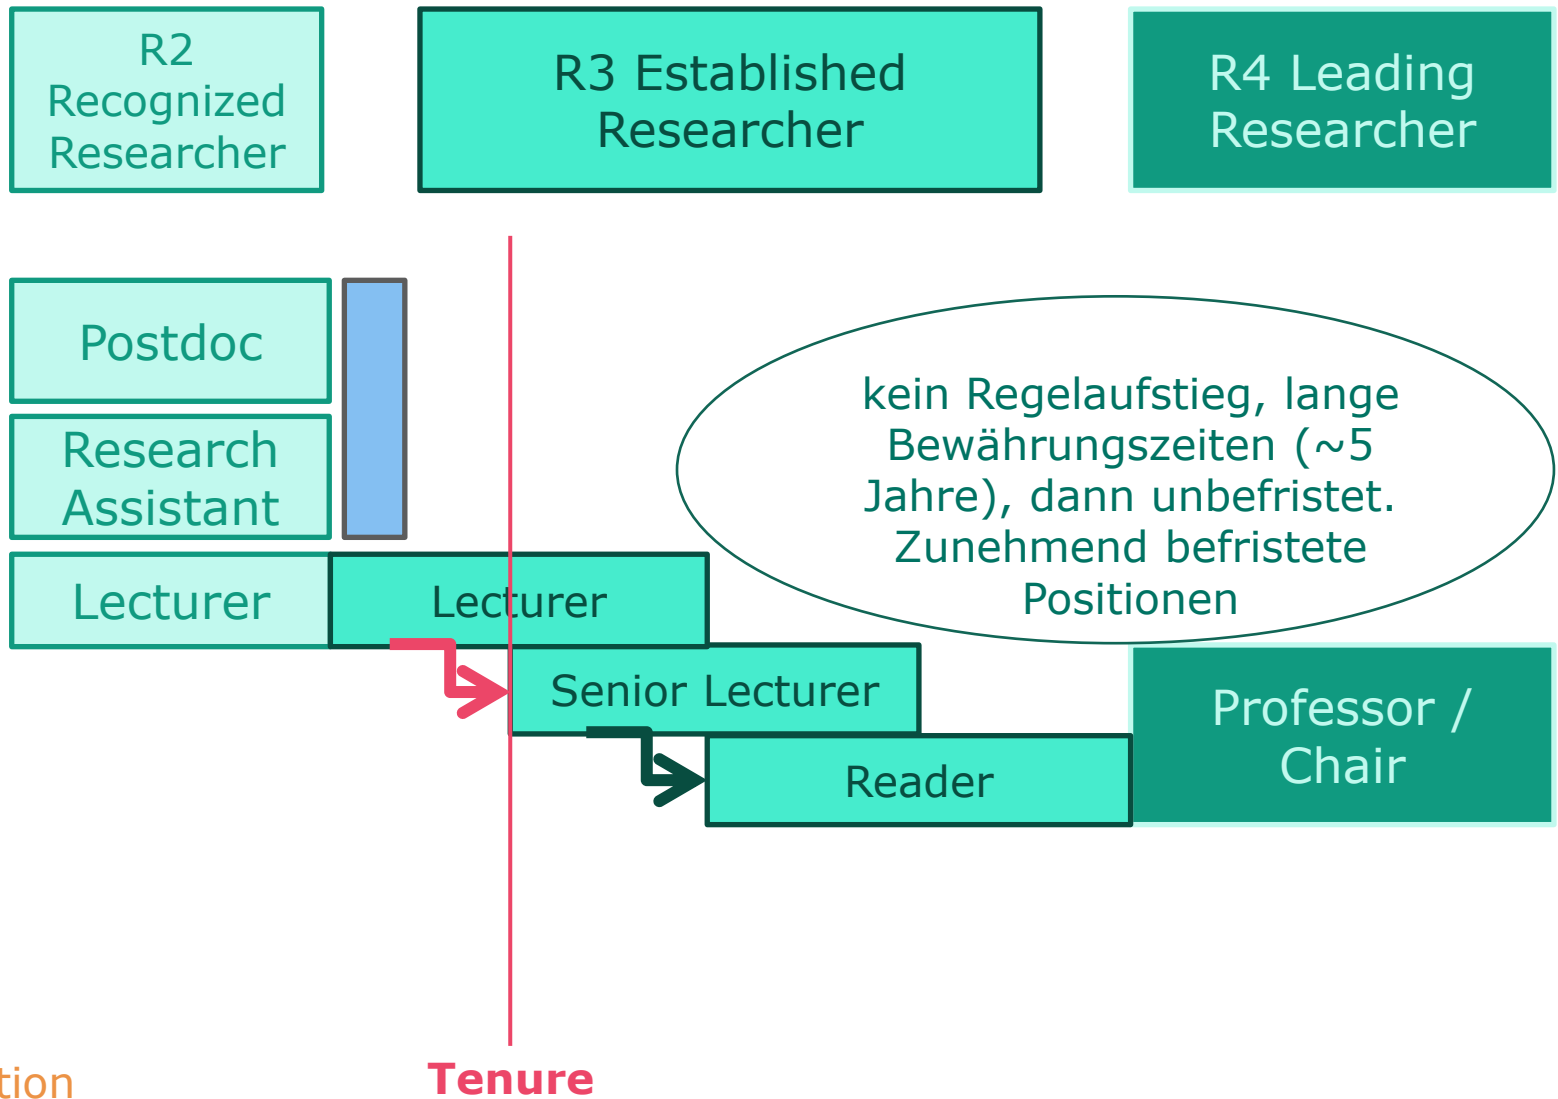 R2
Recognized
Researcher
R3 Established
Researcher
R4 Leading
Researcher
Postdoc
Research
Assistant
kein Regelaufstieg, lange
Bewährungszeiten (~5
Jahre), dann unbefristet.
Zunehmend befristete
Positionen
Lecturer
Lecturer
Senior Lecturer
Reader
Professor /
Chair
tion
Tenure